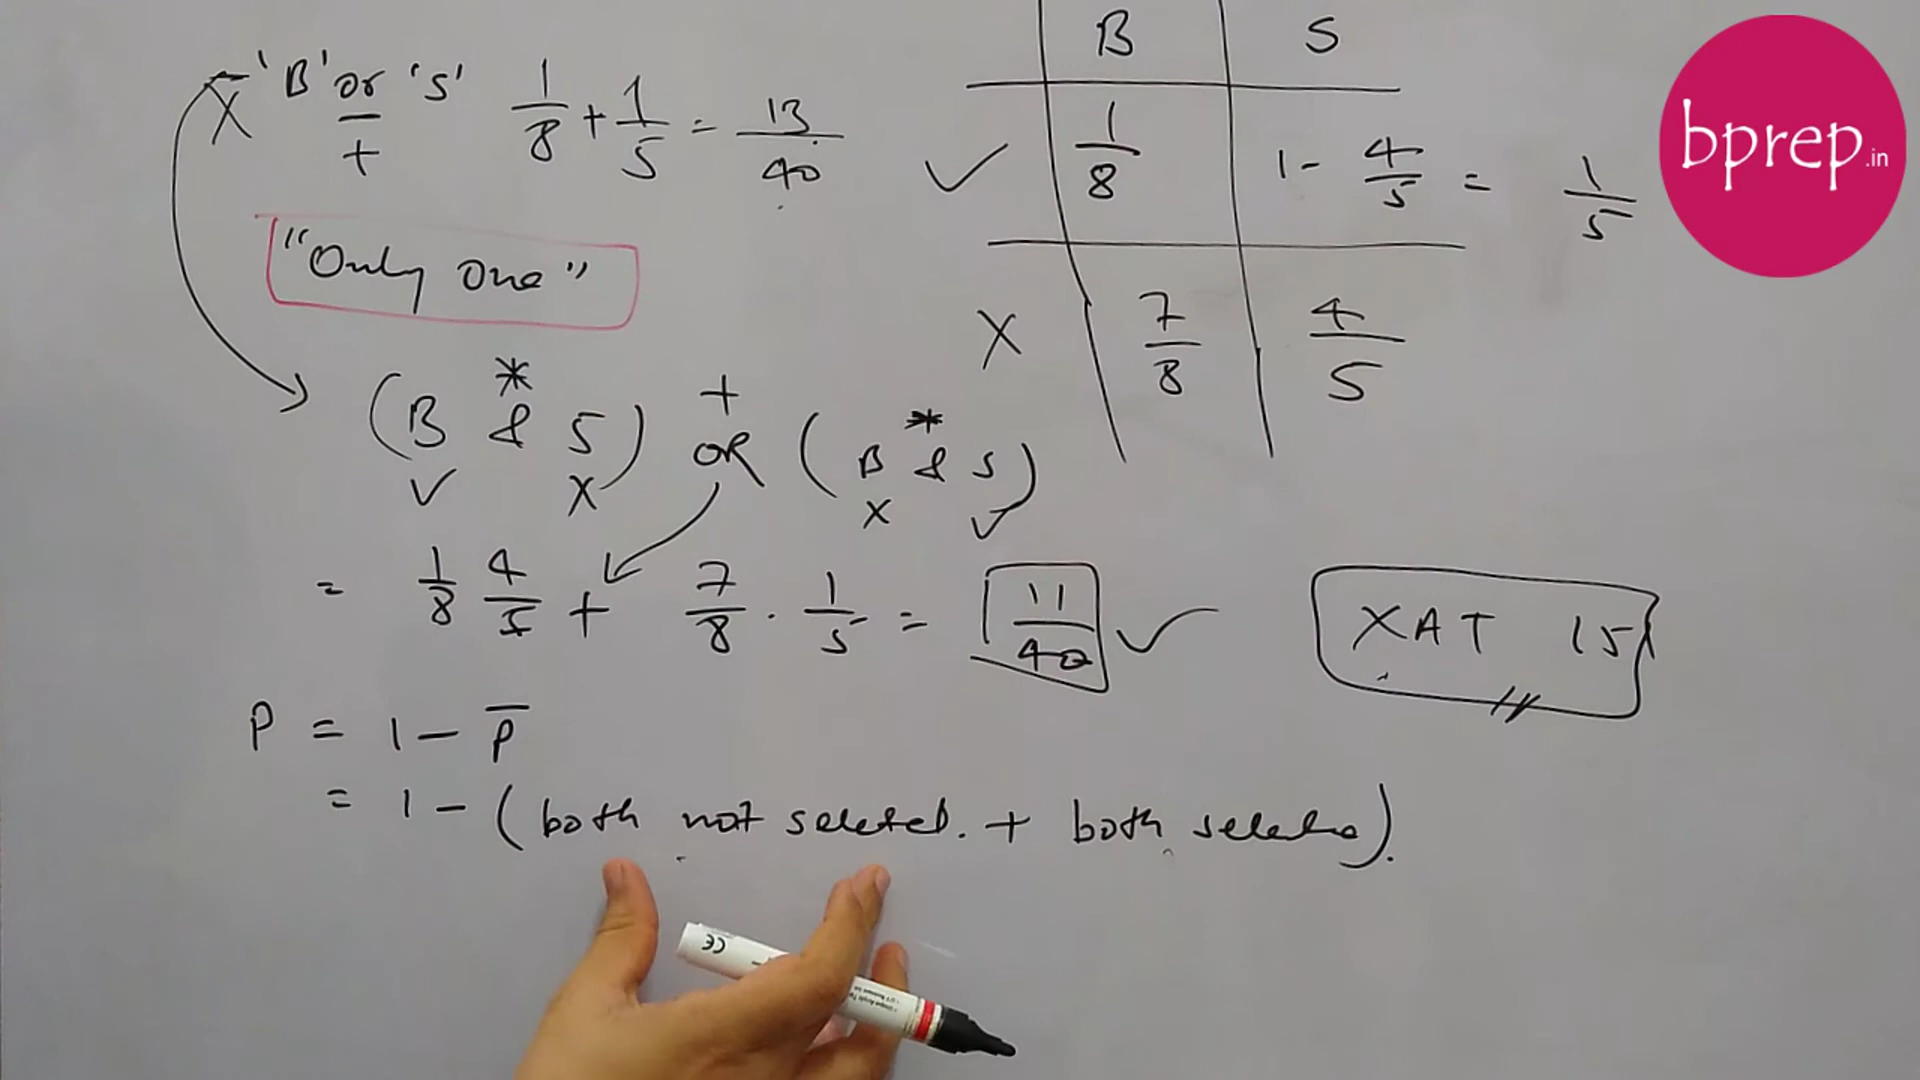 B S
X 'B' or 'S' 1/8 + 1/5 = 13/40
+
✓ 1/8 1 - 4/5 = 1/5
bprep.in
"Only one"
X 7/8 4/5
* + *
(B & S) OR (B & S)
✓ X X ✓
= 1/8 4/5 + 7/8 . 1/5 = 11/40 ✓
XAT 15
P = 1 - P̅
= 1 - (both not seleted. + both selected).
CE